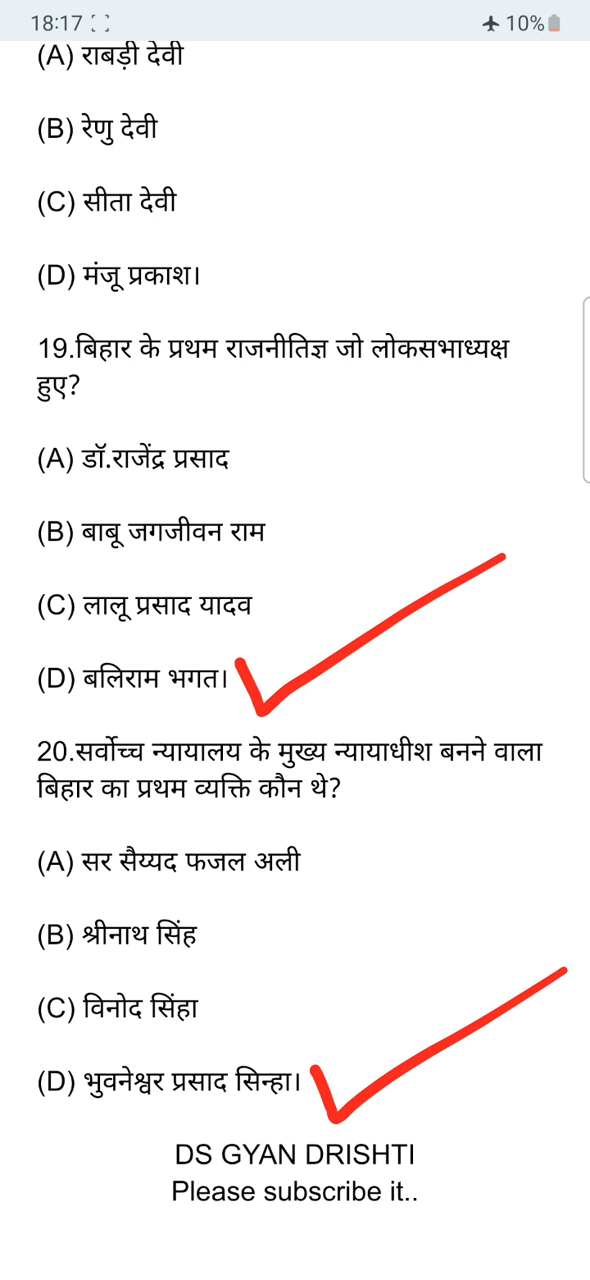 18:17
10%
(A) राबड़ी देवी
(B) रेणु देवी
(C) सीता देवी
(D) मंजू प्रकाश।
19.बिहार के प्रथम राजनीतिज्ञ जो लोकसभाध्यक्ष
हुए?
(A) डॉ.राजेंद्र प्रसाद
(B) बाबू जगजीवन राम
(C) लालू प्रसाद यादव
(D) बलिराम भगत।
20.सर्वोच्च न्यायालय के मुख्य न्यायाधीश बनने वाला
बिहार का प्रथम व्यक्ति कौन थे?
(A) सर सैय्यद फजल अली
(B) श्रीनाथ सिंह
(C) विनोद सिंहा
(D) भुवनेश्वर प्रसाद सिन्हा।
DS GYAN DRISHTI
Please subscribe it..